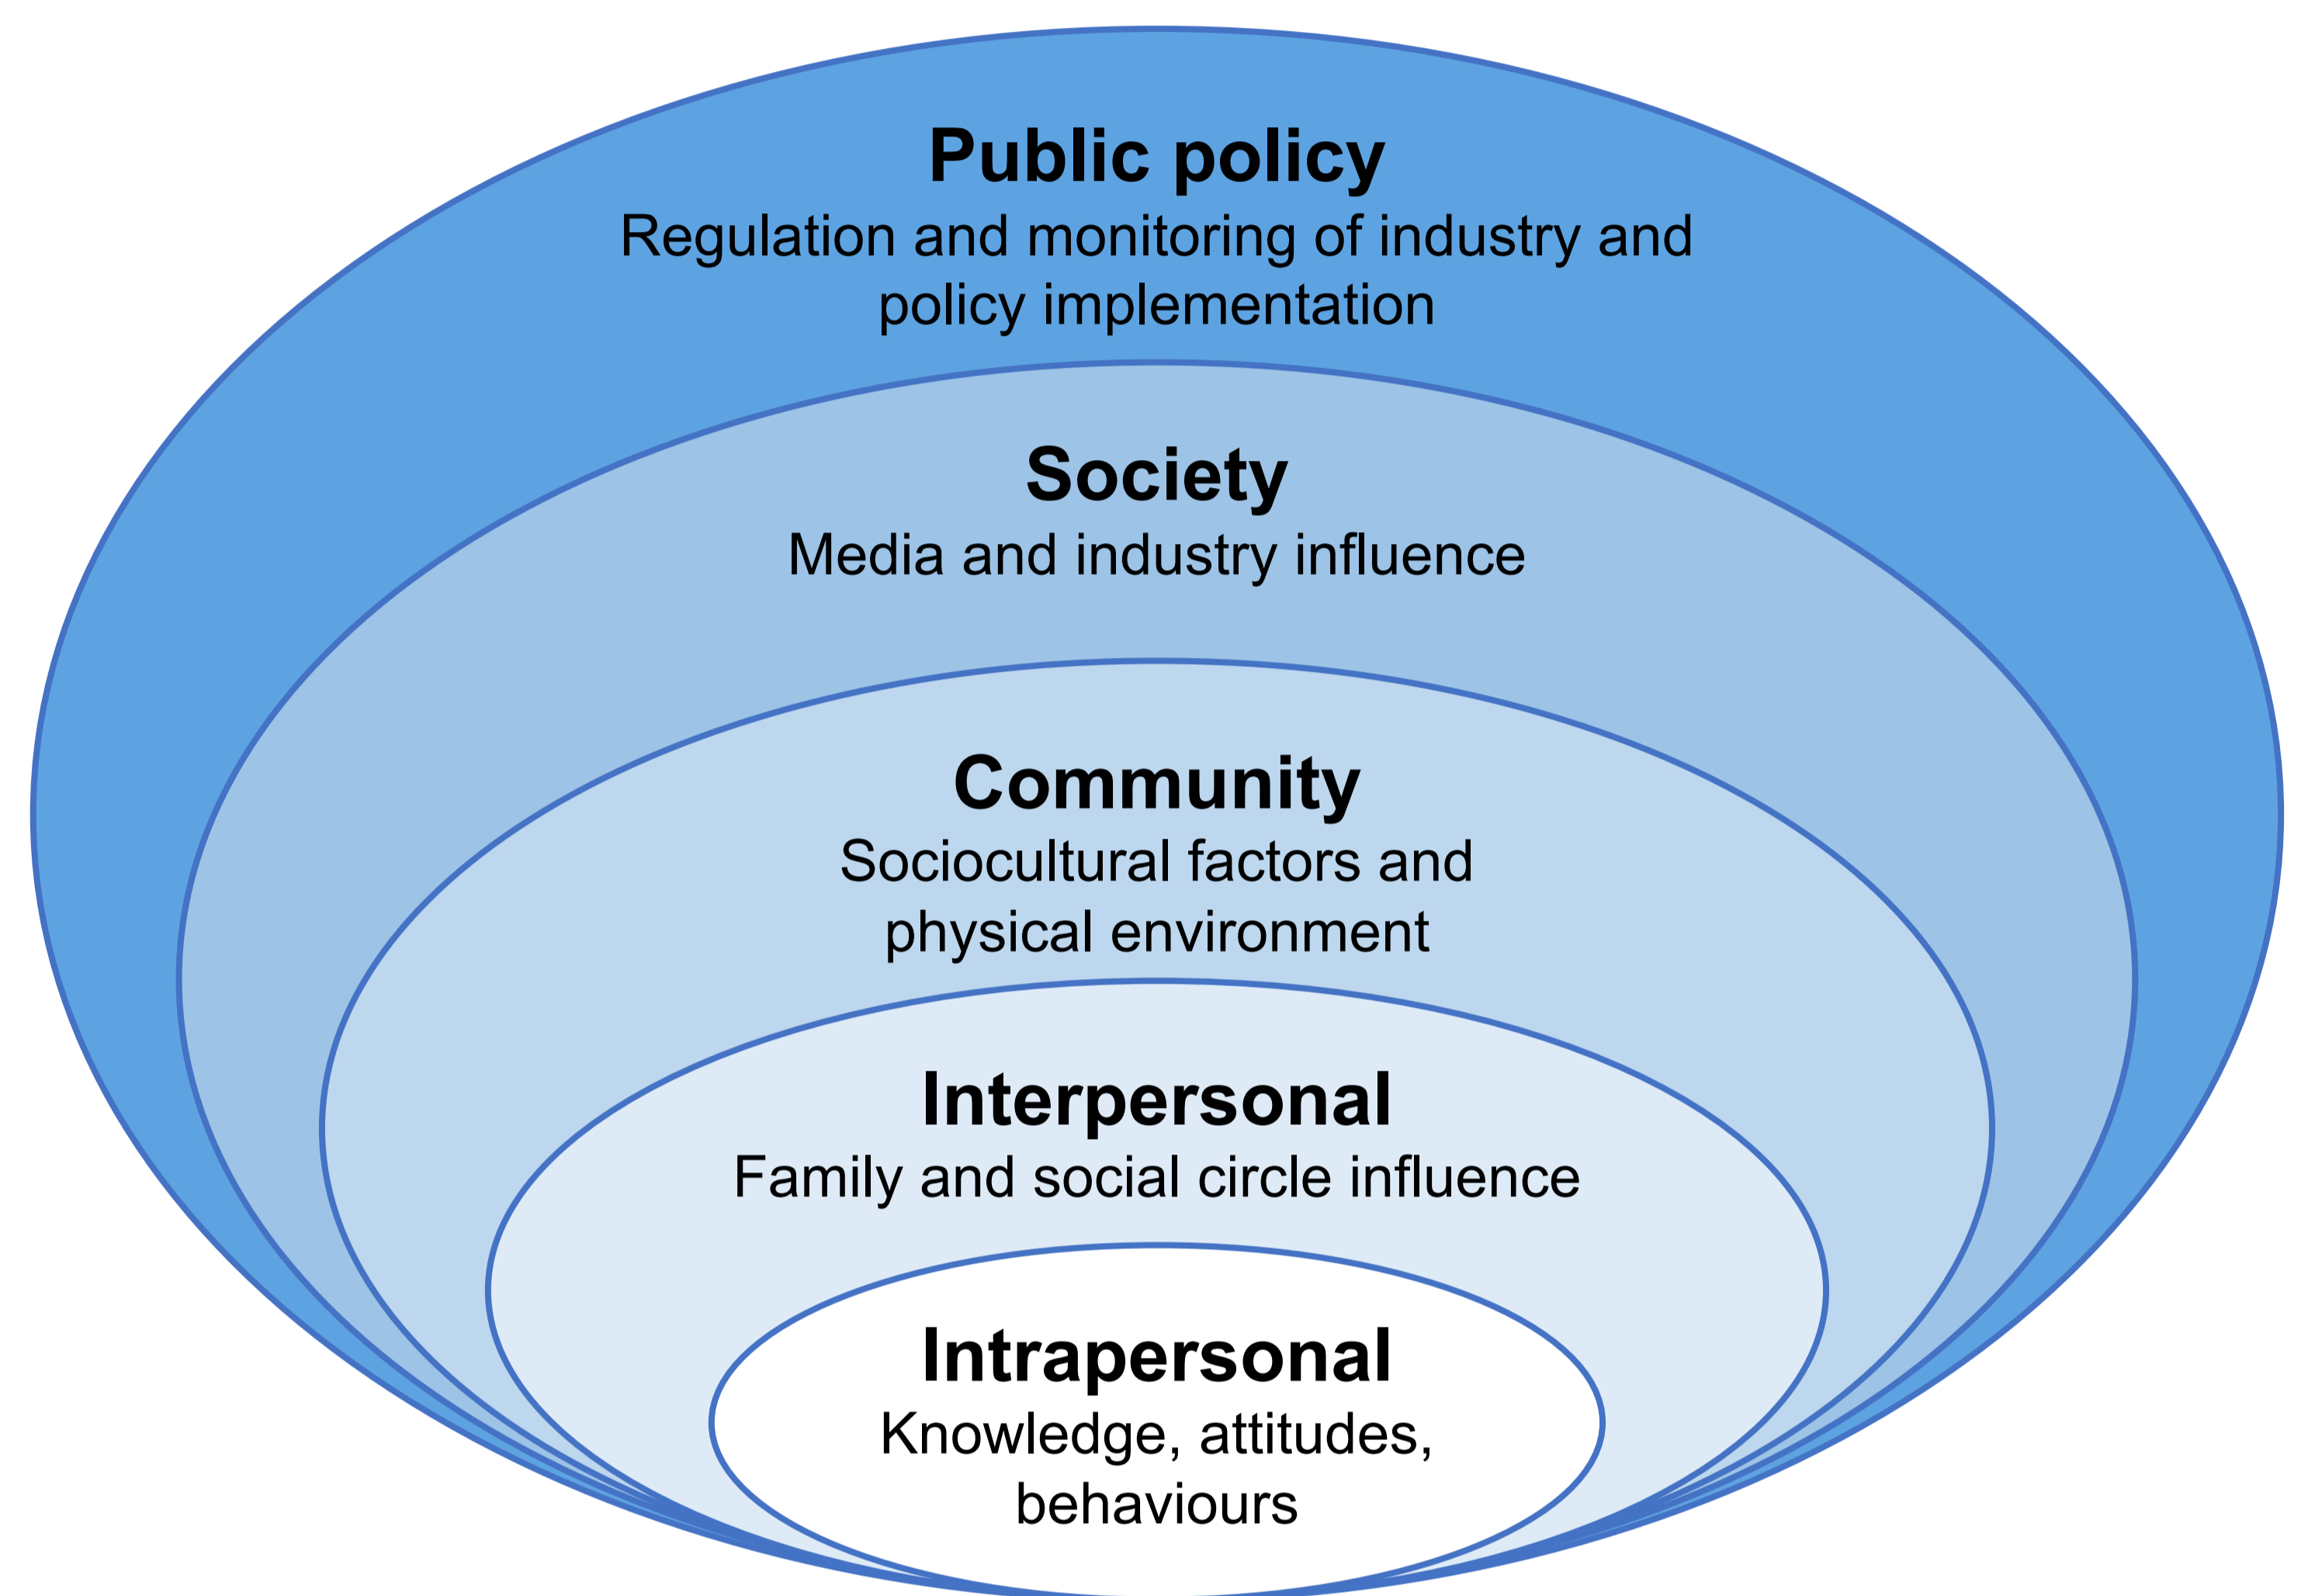 Public policy
Regulation and monitoring of industry and
policy implementation
Society
Media and industry influence
Community
Sociocultural factors and
physical environment
Interpersonal
Family and social circle influence
Intrapersonal
Knowledge, attitudes,
behaviours